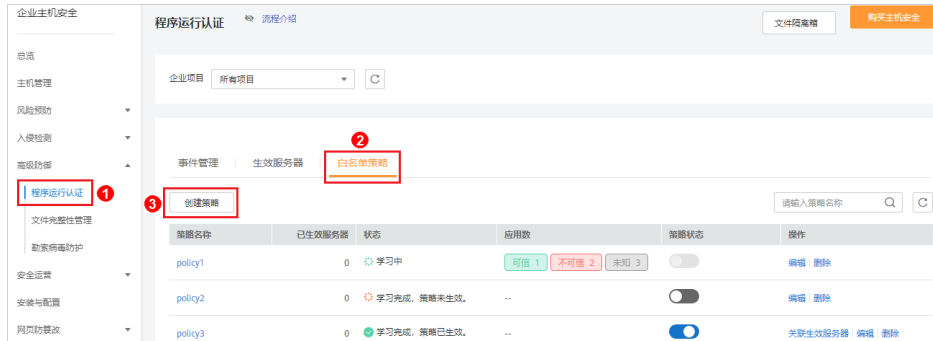 企业主机安全
程序运行认证 流程介绍
文件隔离箱 购买主机安全
总览
主机管理
风险预防
入侵检测
高级防御
程序运行认证 1
文件完整性管理
勒索病毒防护
安全运营
安装与配置
网页防篡改
企业项目 所有项目
2
事件管理 生效服务器 白名单策略
3 创建策略 请输入策略名称
策略名称 已生效服务器 状态 应用数 策略状态 操作
policy1 0 学习中 可信 1 不可信 2 未知 3 编辑 删除
policy2 0 学习完成，策略未生效。 -- 编辑 删除
policy3 0 学习完成，策略已生效。 -- 关联生效服务器 编辑 删除